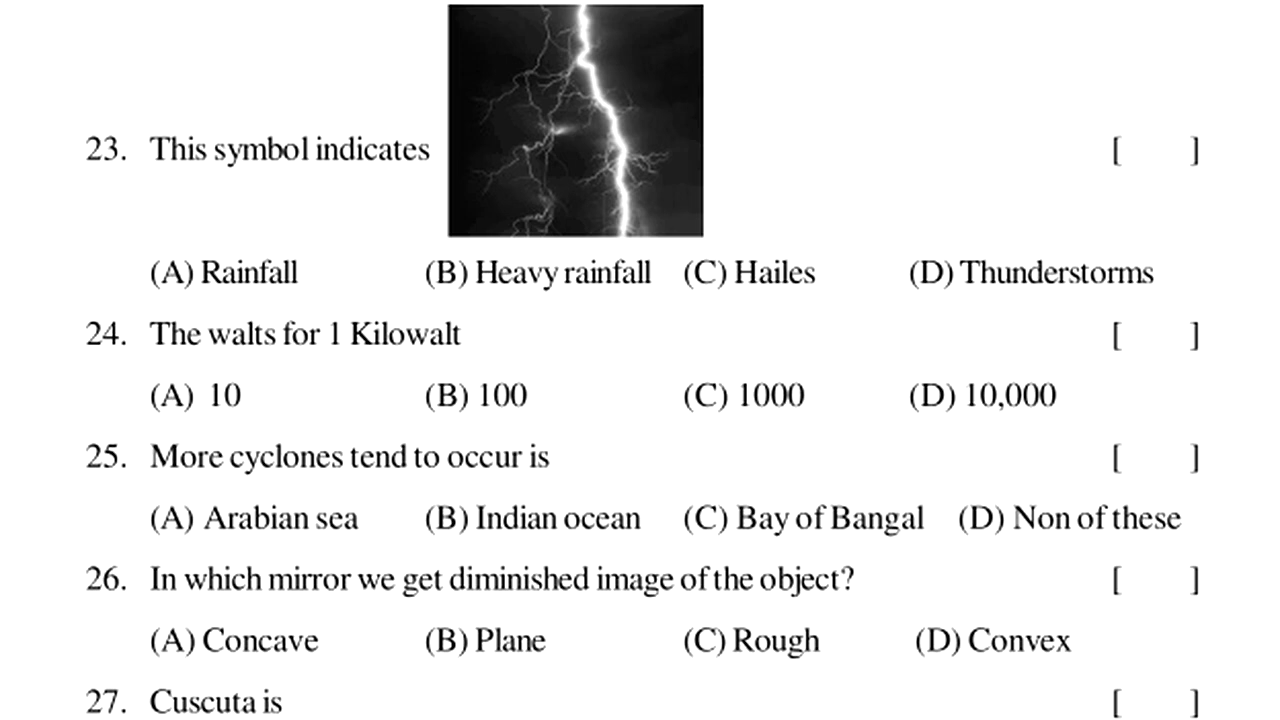 23. This symbol indicates [ ]
(A) Rainfall (B) Heavy rainfall (C) Hailes (D) Thunderstorms
24. The walts for 1 Kilowalt [ ]
(A) 10 (B) 100 (C) 1000 (D) 10,000
25. More cyclones tend to occur is [ ]
(A) Arabian sea (B) Indian ocean (C) Bay of Bangal (D) Non of these
26. In which mirror we get diminished image of the object? [ ]
(A) Concave (B) Plane (C) Rough (D) Convex
27. Cuscuta is [ ]